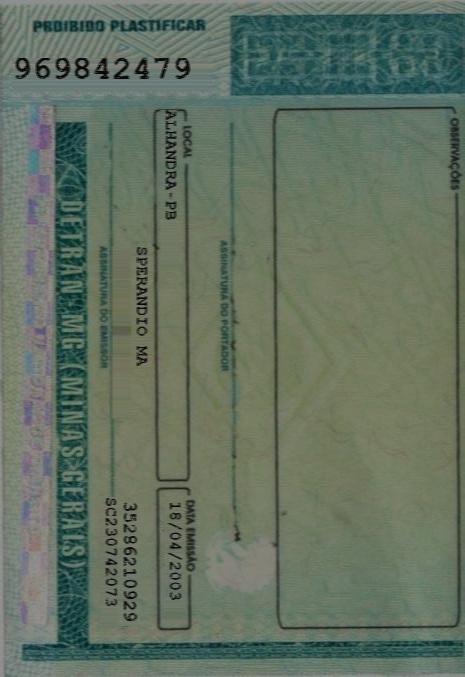 PROIBIDO PLASTIFICAR
969842479
OBSERVAÇÕES
ASSINATURA DO PORTADOR
LOCAL
ALHANDRA-PB
DATA EMISSÃO
18/04/2003
SPERANDIO MA
35286210929
SC230742073
ASSINATURA DO EMISSOR
DETRAN MG (MINAS GERAIS)